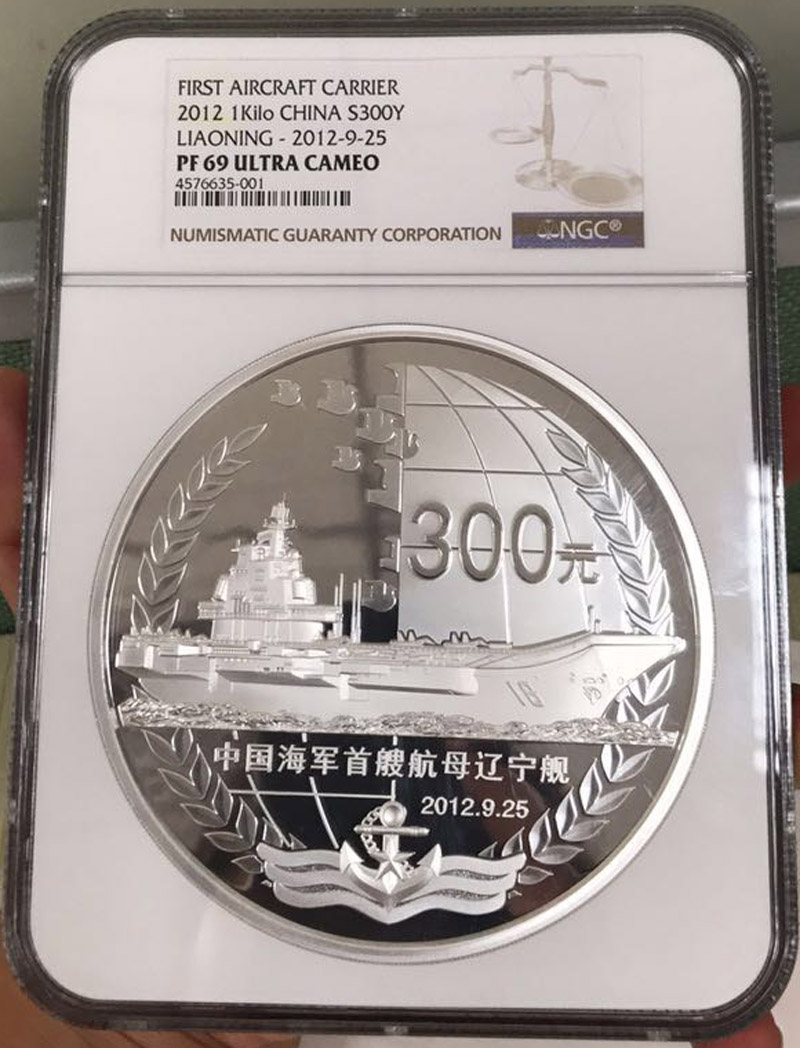 FIRST AIRCRAFT CARRIER
2012 1Kilo CHINA S300Y
LIAONING - 2012-9-25
PF 69 ULTRA CAMEO
4576635-001
NUMISMATIC GUARANTY CORPORATION
NGC®
300元
16
中国海军首艘航母辽宁舰
2012.9.25